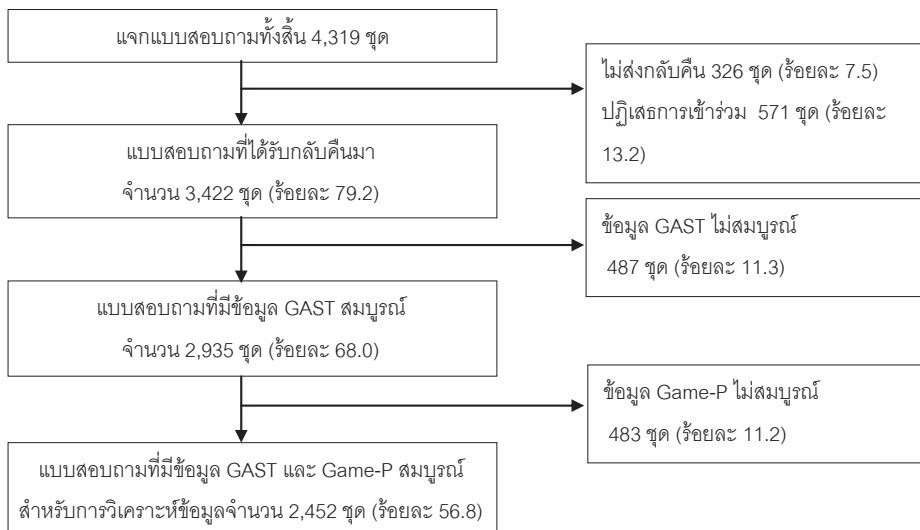 แจกแบบสอบถามทั้งสิ้น 4,319 ชุด
ไม่ส่งกลับคืน 326 ชุด (ร้อยละ 7.5)
ปฏิเสธการเข้าร่วม 571 ชุด (ร้อยละ
13.2)
แบบสอบถามที่ได้รับกลับคืนมา
จำนวน 3,422 ชุด (ร้อยละ 79.2)
ข้อมูล GAST ไม่สมบูรณ์
487 ชุด (ร้อยละ 11.3)
แบบสอบถามที่มีข้อมูล GAST สมบูรณ์
จำนวน 2,935 ชุด (ร้อยละ 68.0)
ข้อมูล Game-P ไม่สมบูรณ์
483 ชุด (ร้อยละ 11.2)
แบบสอบถามที่มีข้อมูล GAST และ Game-P สมบูรณ์
สำหรับการวิเคราะห์ข้อมูลจำนวน 2,452 ชุด (ร้อยละ 56.8)